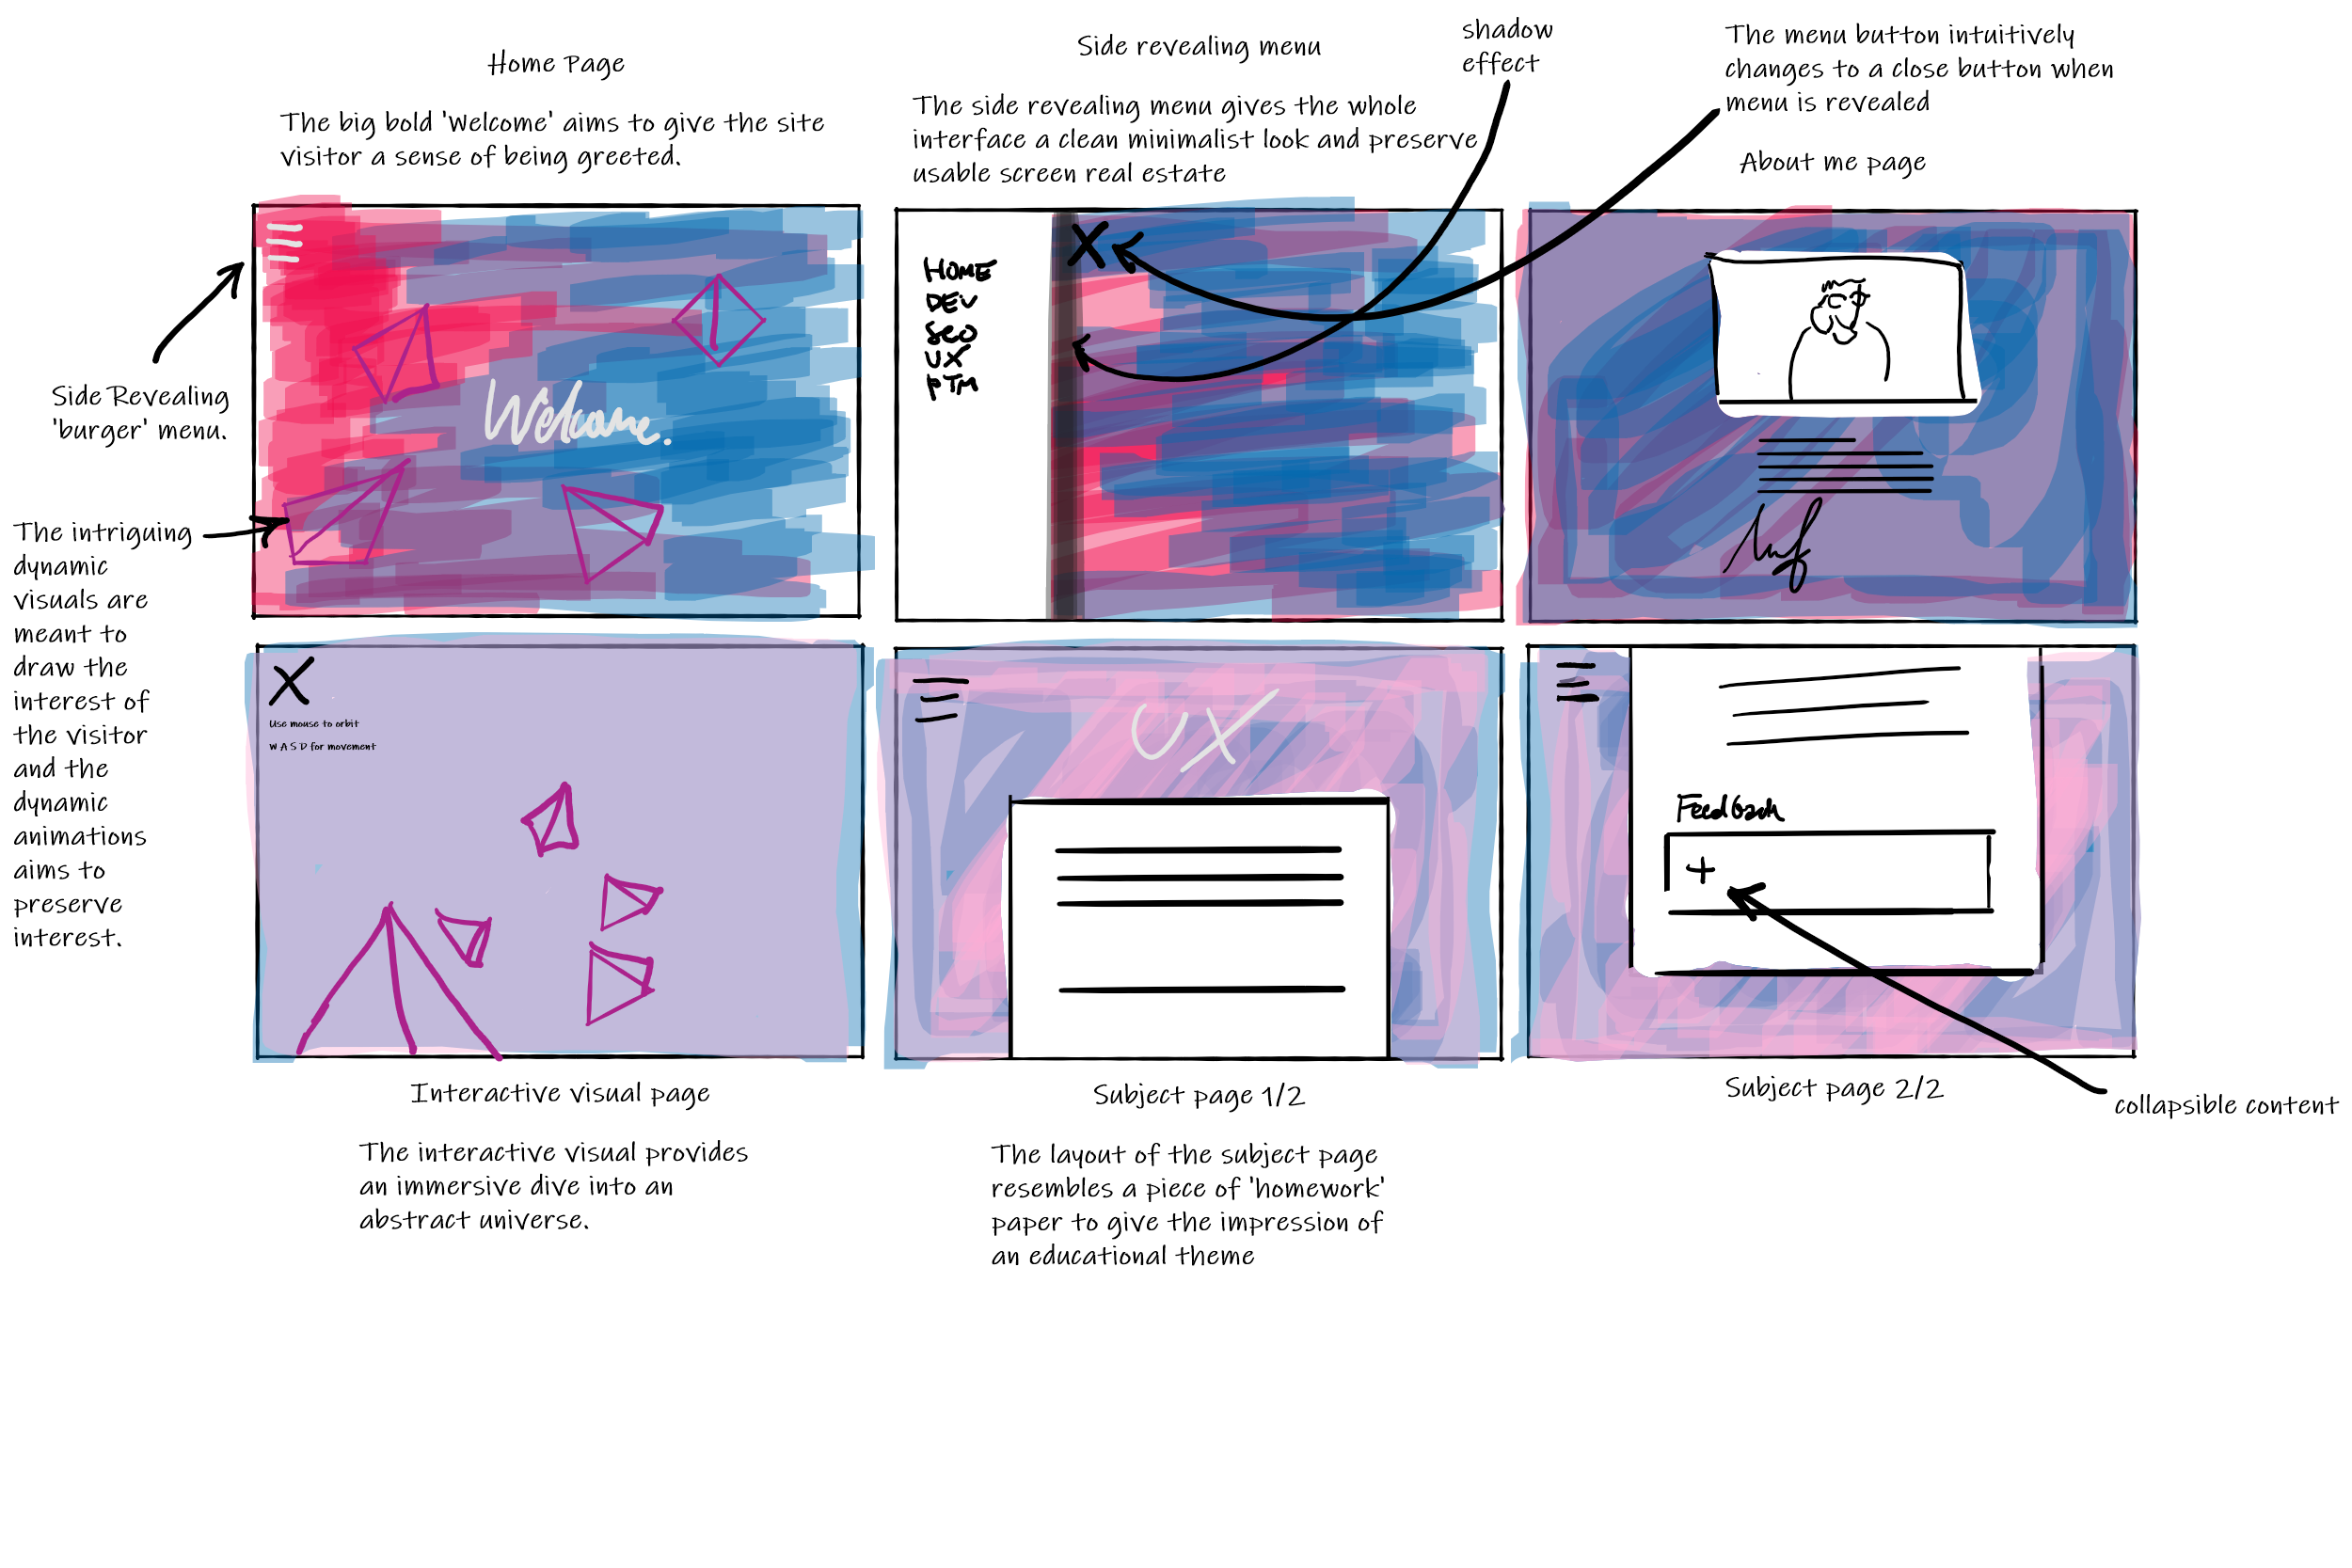 Home Page
The big bold 'Welcome' aims to give the site
visitor a sense of being greeted.
Side revealing menu
The side revealing menu gives the whole
interface a clean minimalist look and preserve
usable screen real estate
shadow
effect
The menu button intuitively
changes to a close button when
menu is revealed
About me page
Side Revealing
'burger' menu.
The intriguing
dynamic
visuals are
meant to
draw the
interest of
the visitor
and the
dynamic
animations
aims to
preserve
interest.
Welcome.
X
HOME
DEV
SEO
UX
PTM
X
Use mouse to orbit
W A S D for movement
UX
Feedback
+
Interactive visual page
The interactive visual provides
an immersive dive into an
abstract universe.
Subject page 1/2
The layout of the subject page
resembles a piece of 'homework'
paper to give the impression of
an educational theme
Subject page 2/2
collapsible content